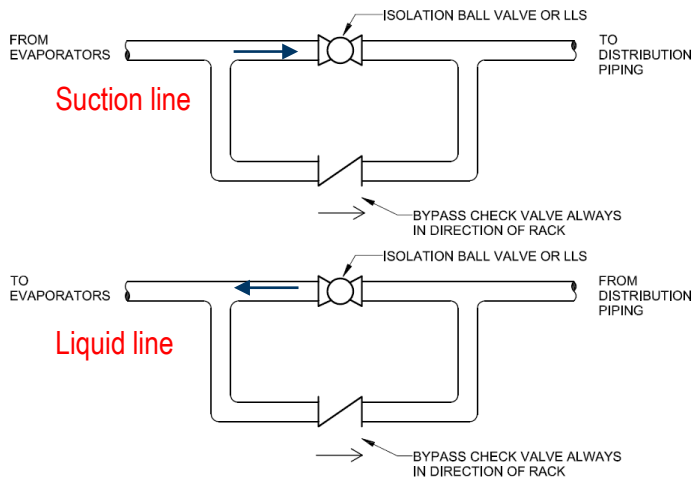 ISOLATION BALL VALVE OR LLS
FROM
EVAPORATORS
TO
DISTRIBUTION
PIPING
Suction line
BYPASS CHECK VALVE ALWAYS
IN DIRECTION OF RACK
ISOLATION BALL VALVE OR LLS
TO
EVAPORATORS
FROM
DISTRIBUTION
PIPING
Liquid line
BYPASS CHECK VALVE ALWAYS
IN DIRECTION OF RACK